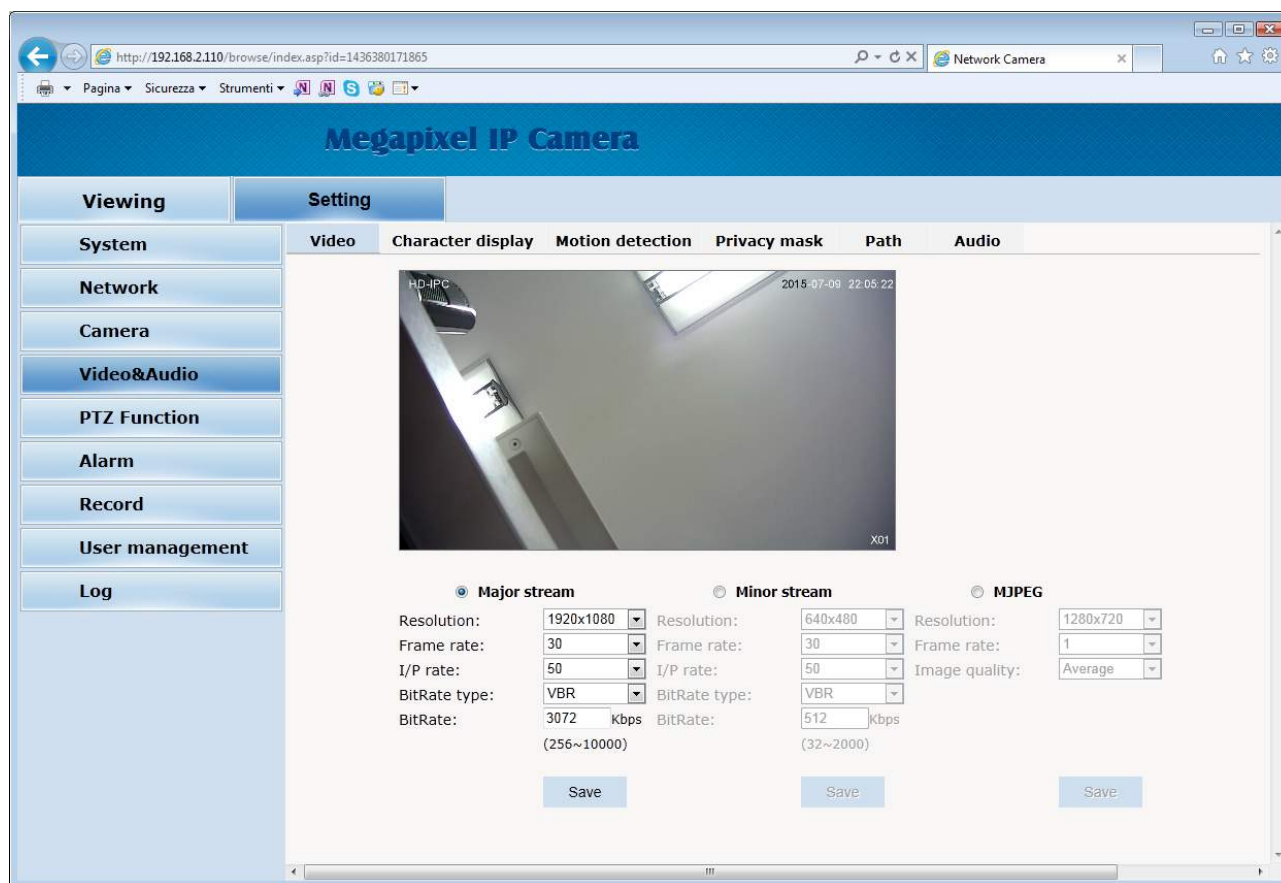 http://192.168.2.110/browse/index.asp?id=1436380171865
Network Camera
Pagina Sicurezza Strumenti
Megapixel IP Camera
Viewing Setting
System
Network
Camera
Video&Audio
PTZ Function
Alarm
Record
User management
Log
Video Character display Motion detection Privacy mask Path Audio
HD-IPC 2015-07-09 22:05:22
X01
Major stream Minor stream MJPEG
Resolution: 1920x1080 Resolution: 640x480 Resolution: 1280x720
Frame rate: 30 Frame rate: 30 Frame rate: 1
I/P rate: 50 I/P rate: 50 Image quality: Average
BitRate type: VBR BitRate type: VBR
BitRate: 3072 Kbps BitRate: 512 Kbps
(256~10000) (32~2000)
Save Save Save